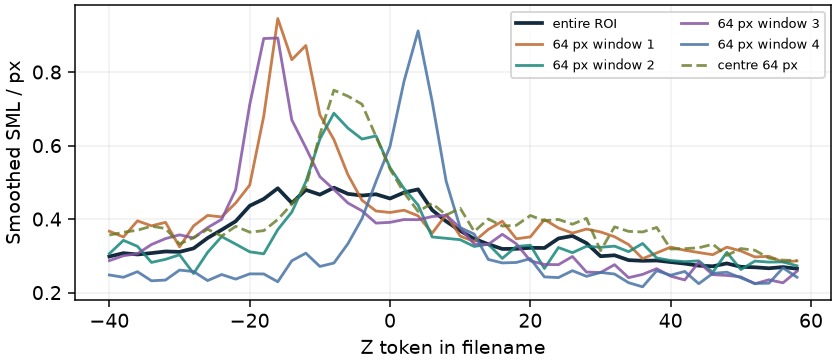 entire ROI
64 px window 1
64 px window 2
64 px window 3
64 px window 4
centre 64 px
Smoothed SML / px
0.8
0.6
0.4
0.2
−40
−20
0
20
40
60
Z token in filename